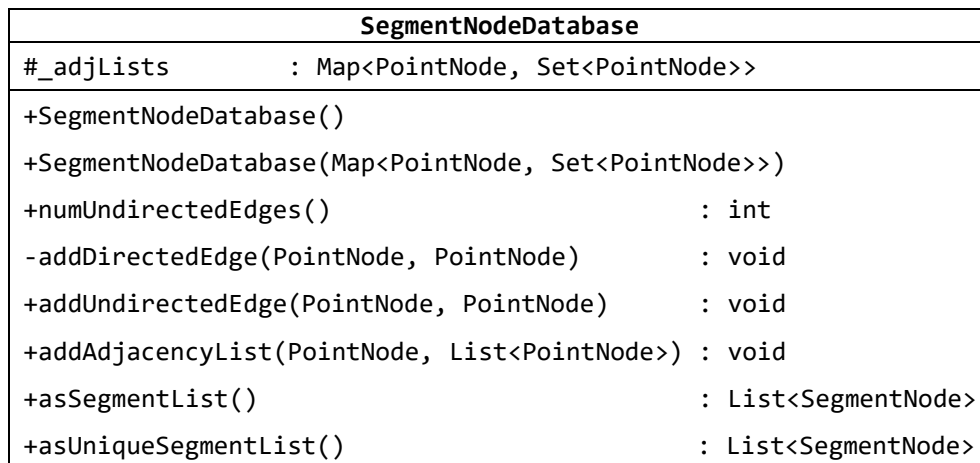 SegmentNodeDatabase
#_adjLists : Map<PointNode, Set<PointNode>>
+SegmentNodeDatabase()
+SegmentNodeDatabase(Map<PointNode, Set<PointNode>>)
+numUndirectedEdges() : int
-addDirectedEdge(PointNode, PointNode) : void
+addUndirectedEdge(PointNode, PointNode) : void
+addAdjacencyList(PointNode, List<PointNode>) : void
+asSegmentList() : List<SegmentNode>
+asUniqueSegmentList() : List<SegmentNode>